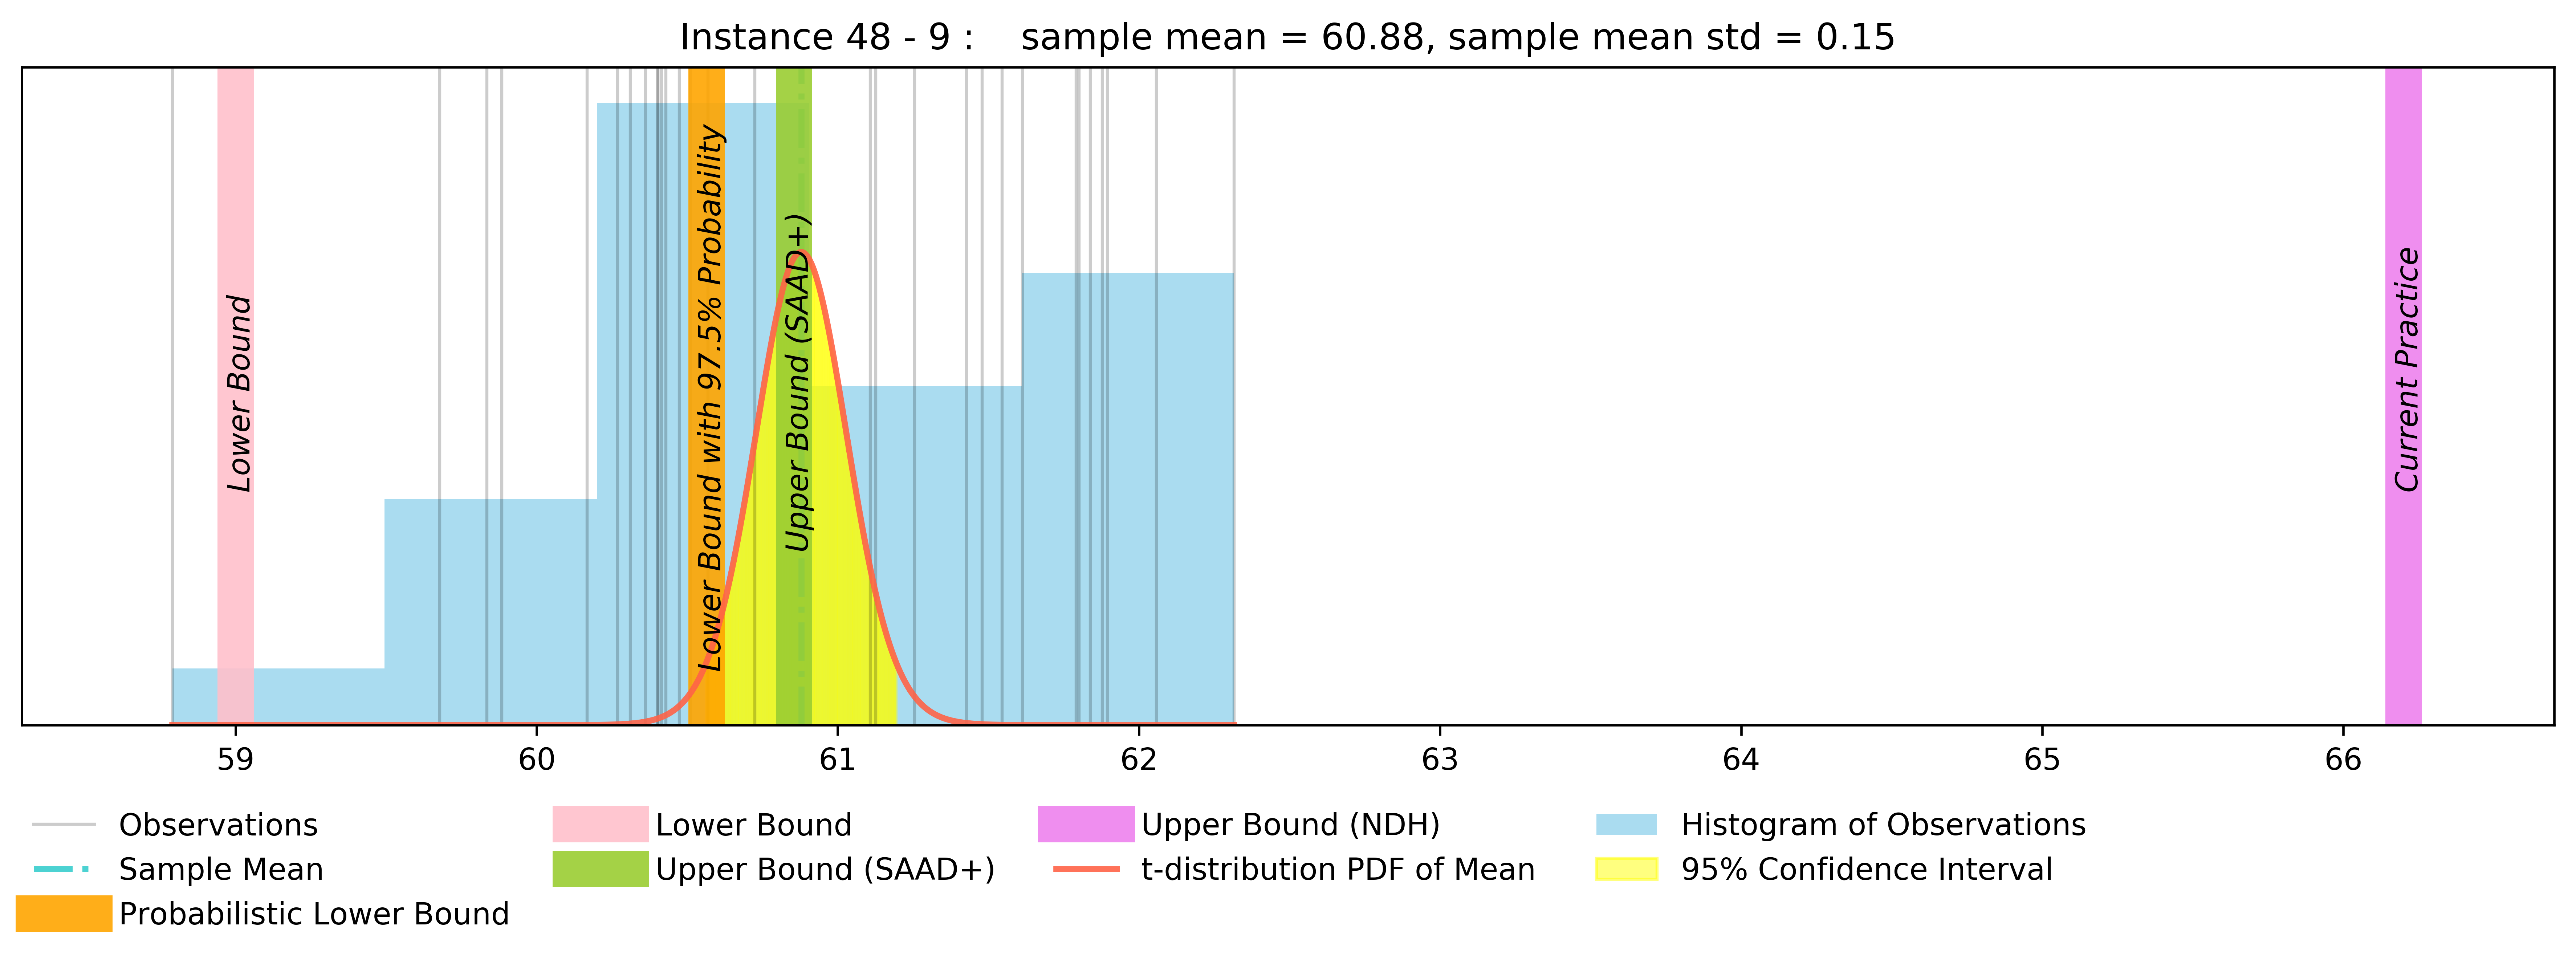 Instance 48 - 9 :    sample mean = 60.88, sample mean std = 0.15
Lower Bound
Lower Bound with 97.5% Probability
Upper Bound (SAAD+)
Current Practice
59 60 61 62 63 64 65 66
Observations
Sample Mean
Probabilistic Lower Bound
Lower Bound
Upper Bound (SAAD+)
Upper Bound (NDH)
t-distribution PDF of Mean
Histogram of Observations
95% Confidence Interval